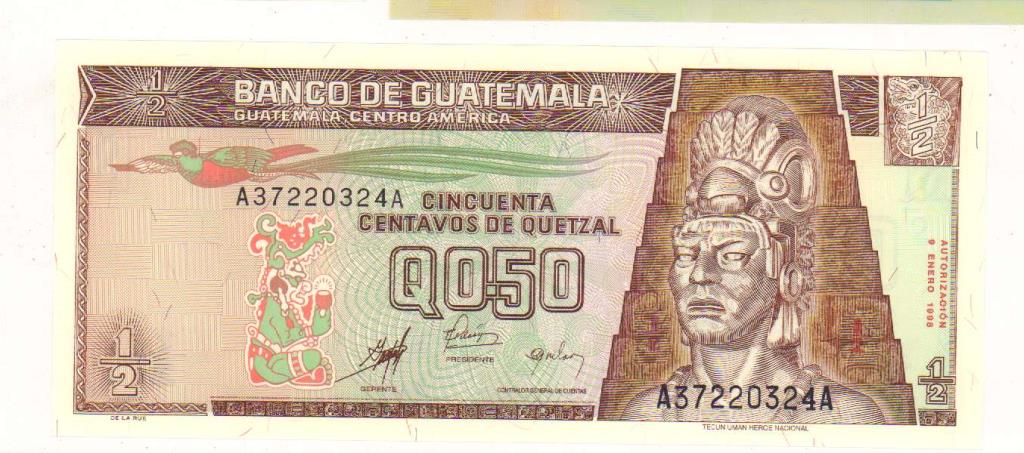 1/2
BANCO DE GUATEMALA
GUATEMALA, CENTRO AMERICA
1/2
A37220324A
CINCUENTA
CENTAVOS DE QUETZAL
Q0.50
AUTORIZACIÓN
9 ENERO 1998
1/2
GERENTE
PRESIDENTE
CONTRALOR GENERAL DE CUENTAS
A37220324A
1/2
DE LA RUE
TECUN UMAN HEROE NACIONAL